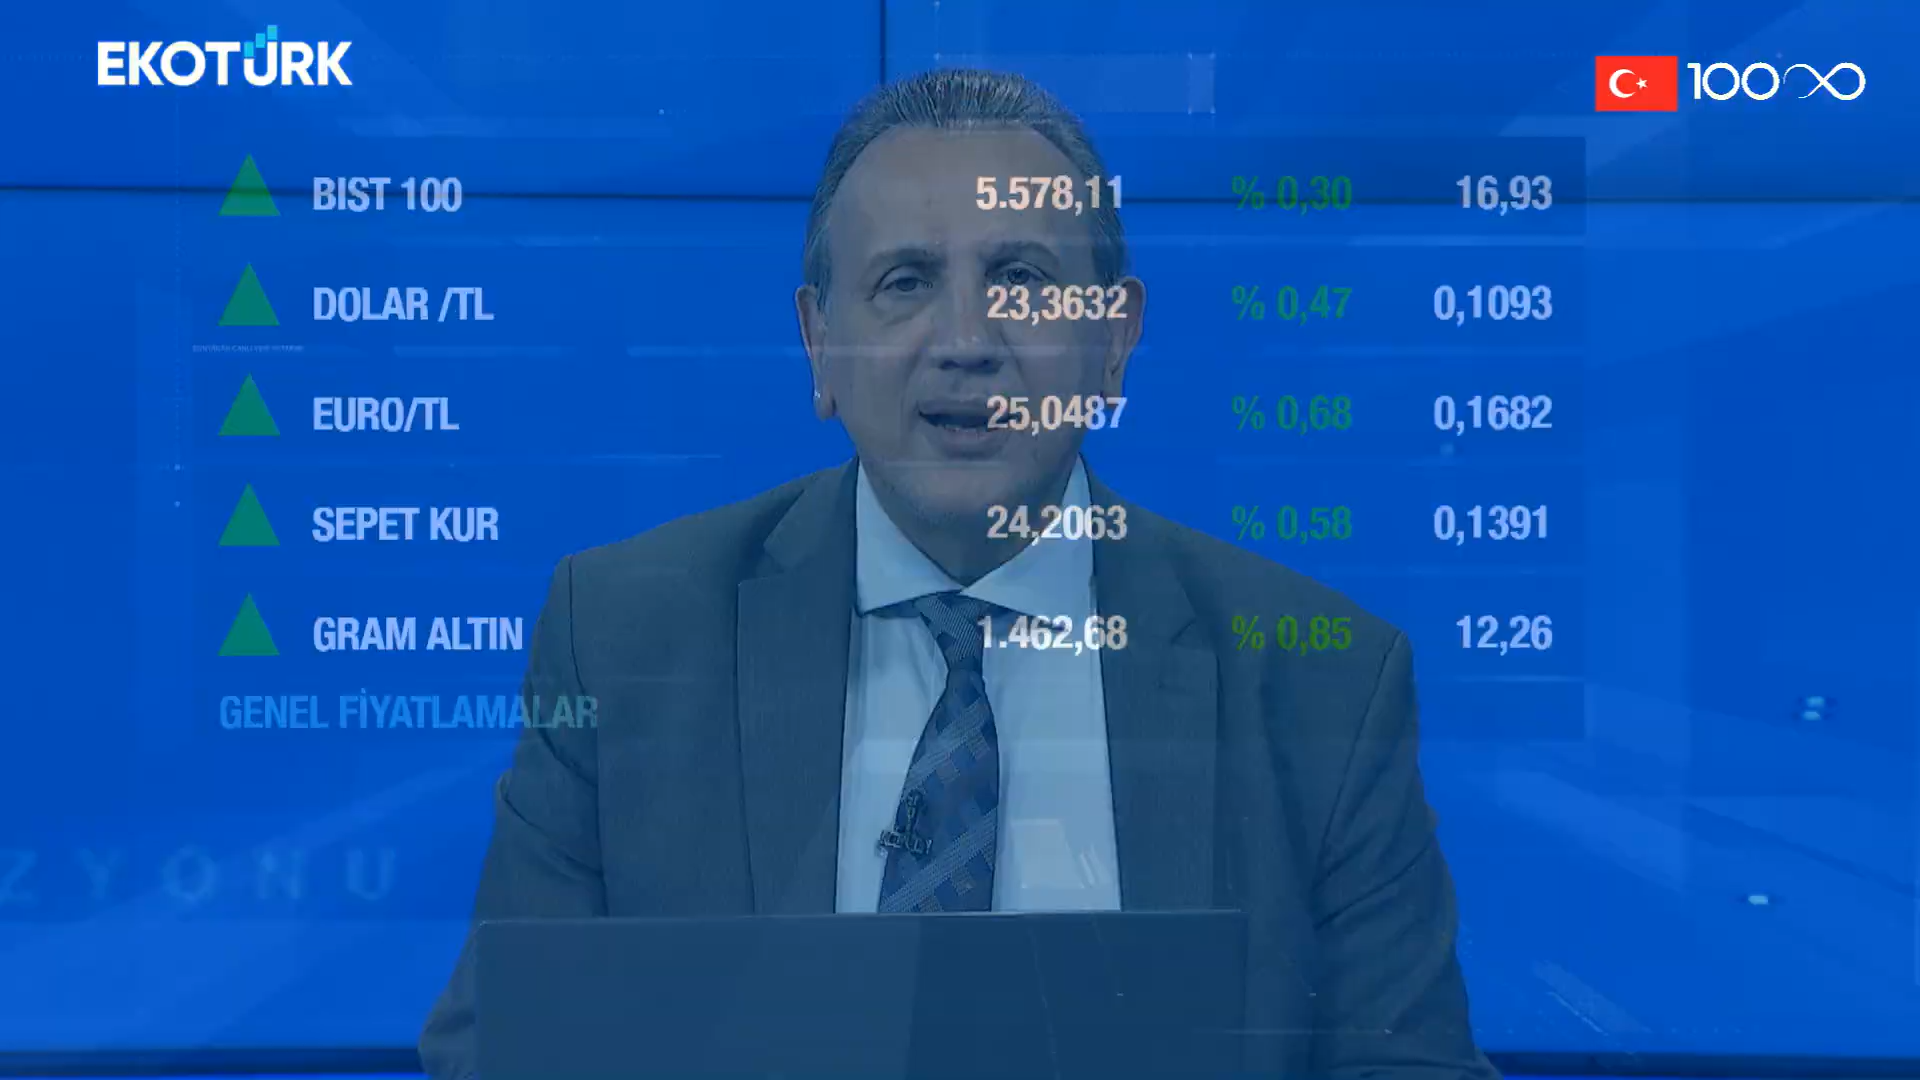 EKOTÜRK
100
BIST 100 5.578,11 % 0,30 16,93
DOLAR /TL 23,3632 % 0,47 0,1093
EURO/TL 25,0487 % 0,68 0,1682
SEPET KUR 24,2063 % 0,58 0,1391
GRAM ALTIN 1.462,68 % 0,85 12,26
GENEL FİYATLAMALAR
ZYONU